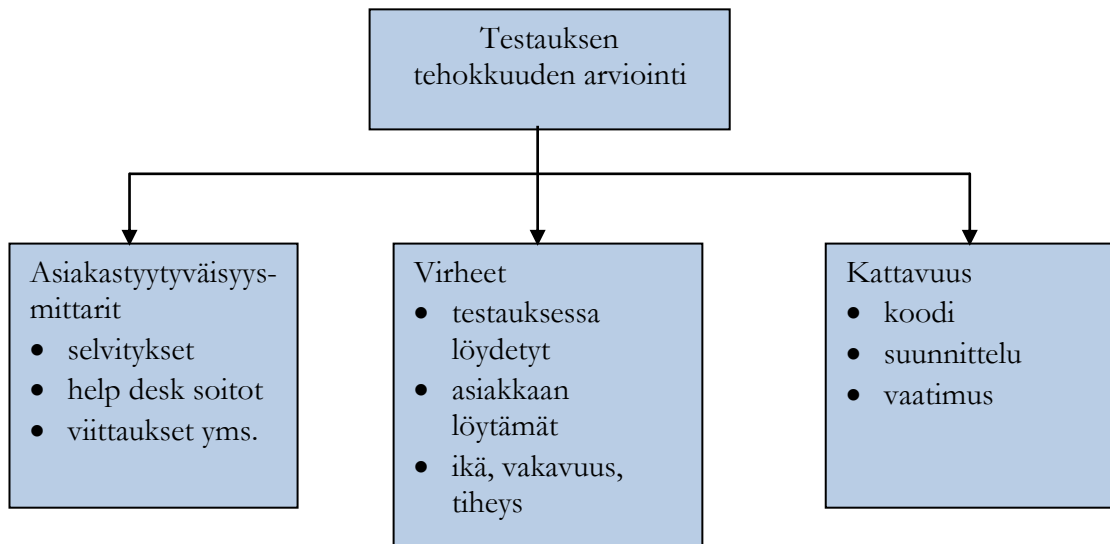 Testauksen
tehokkuuden arviointi
Asiakastyytyväisyys-
mittarit
• selvitykset
• help desk soitot
• viittaukset yms.
Virheet
• testauksessa
löydetyt
• asiakkaan
löytämät
• ikä, vakavuus,
tiheys
Kattavuus
• koodi
• suunnittelu
• vaatimus